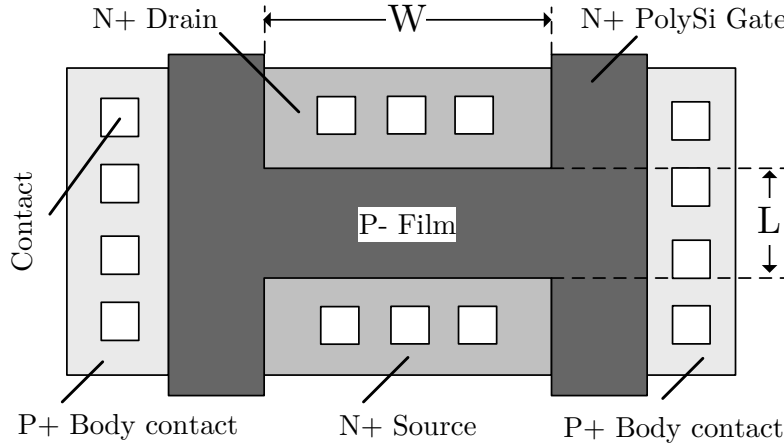 N+ Drain
W
N+ PolySi Gate
Contact
P- Film
L
P+ Body contact
N+ Source
P+ Body contact